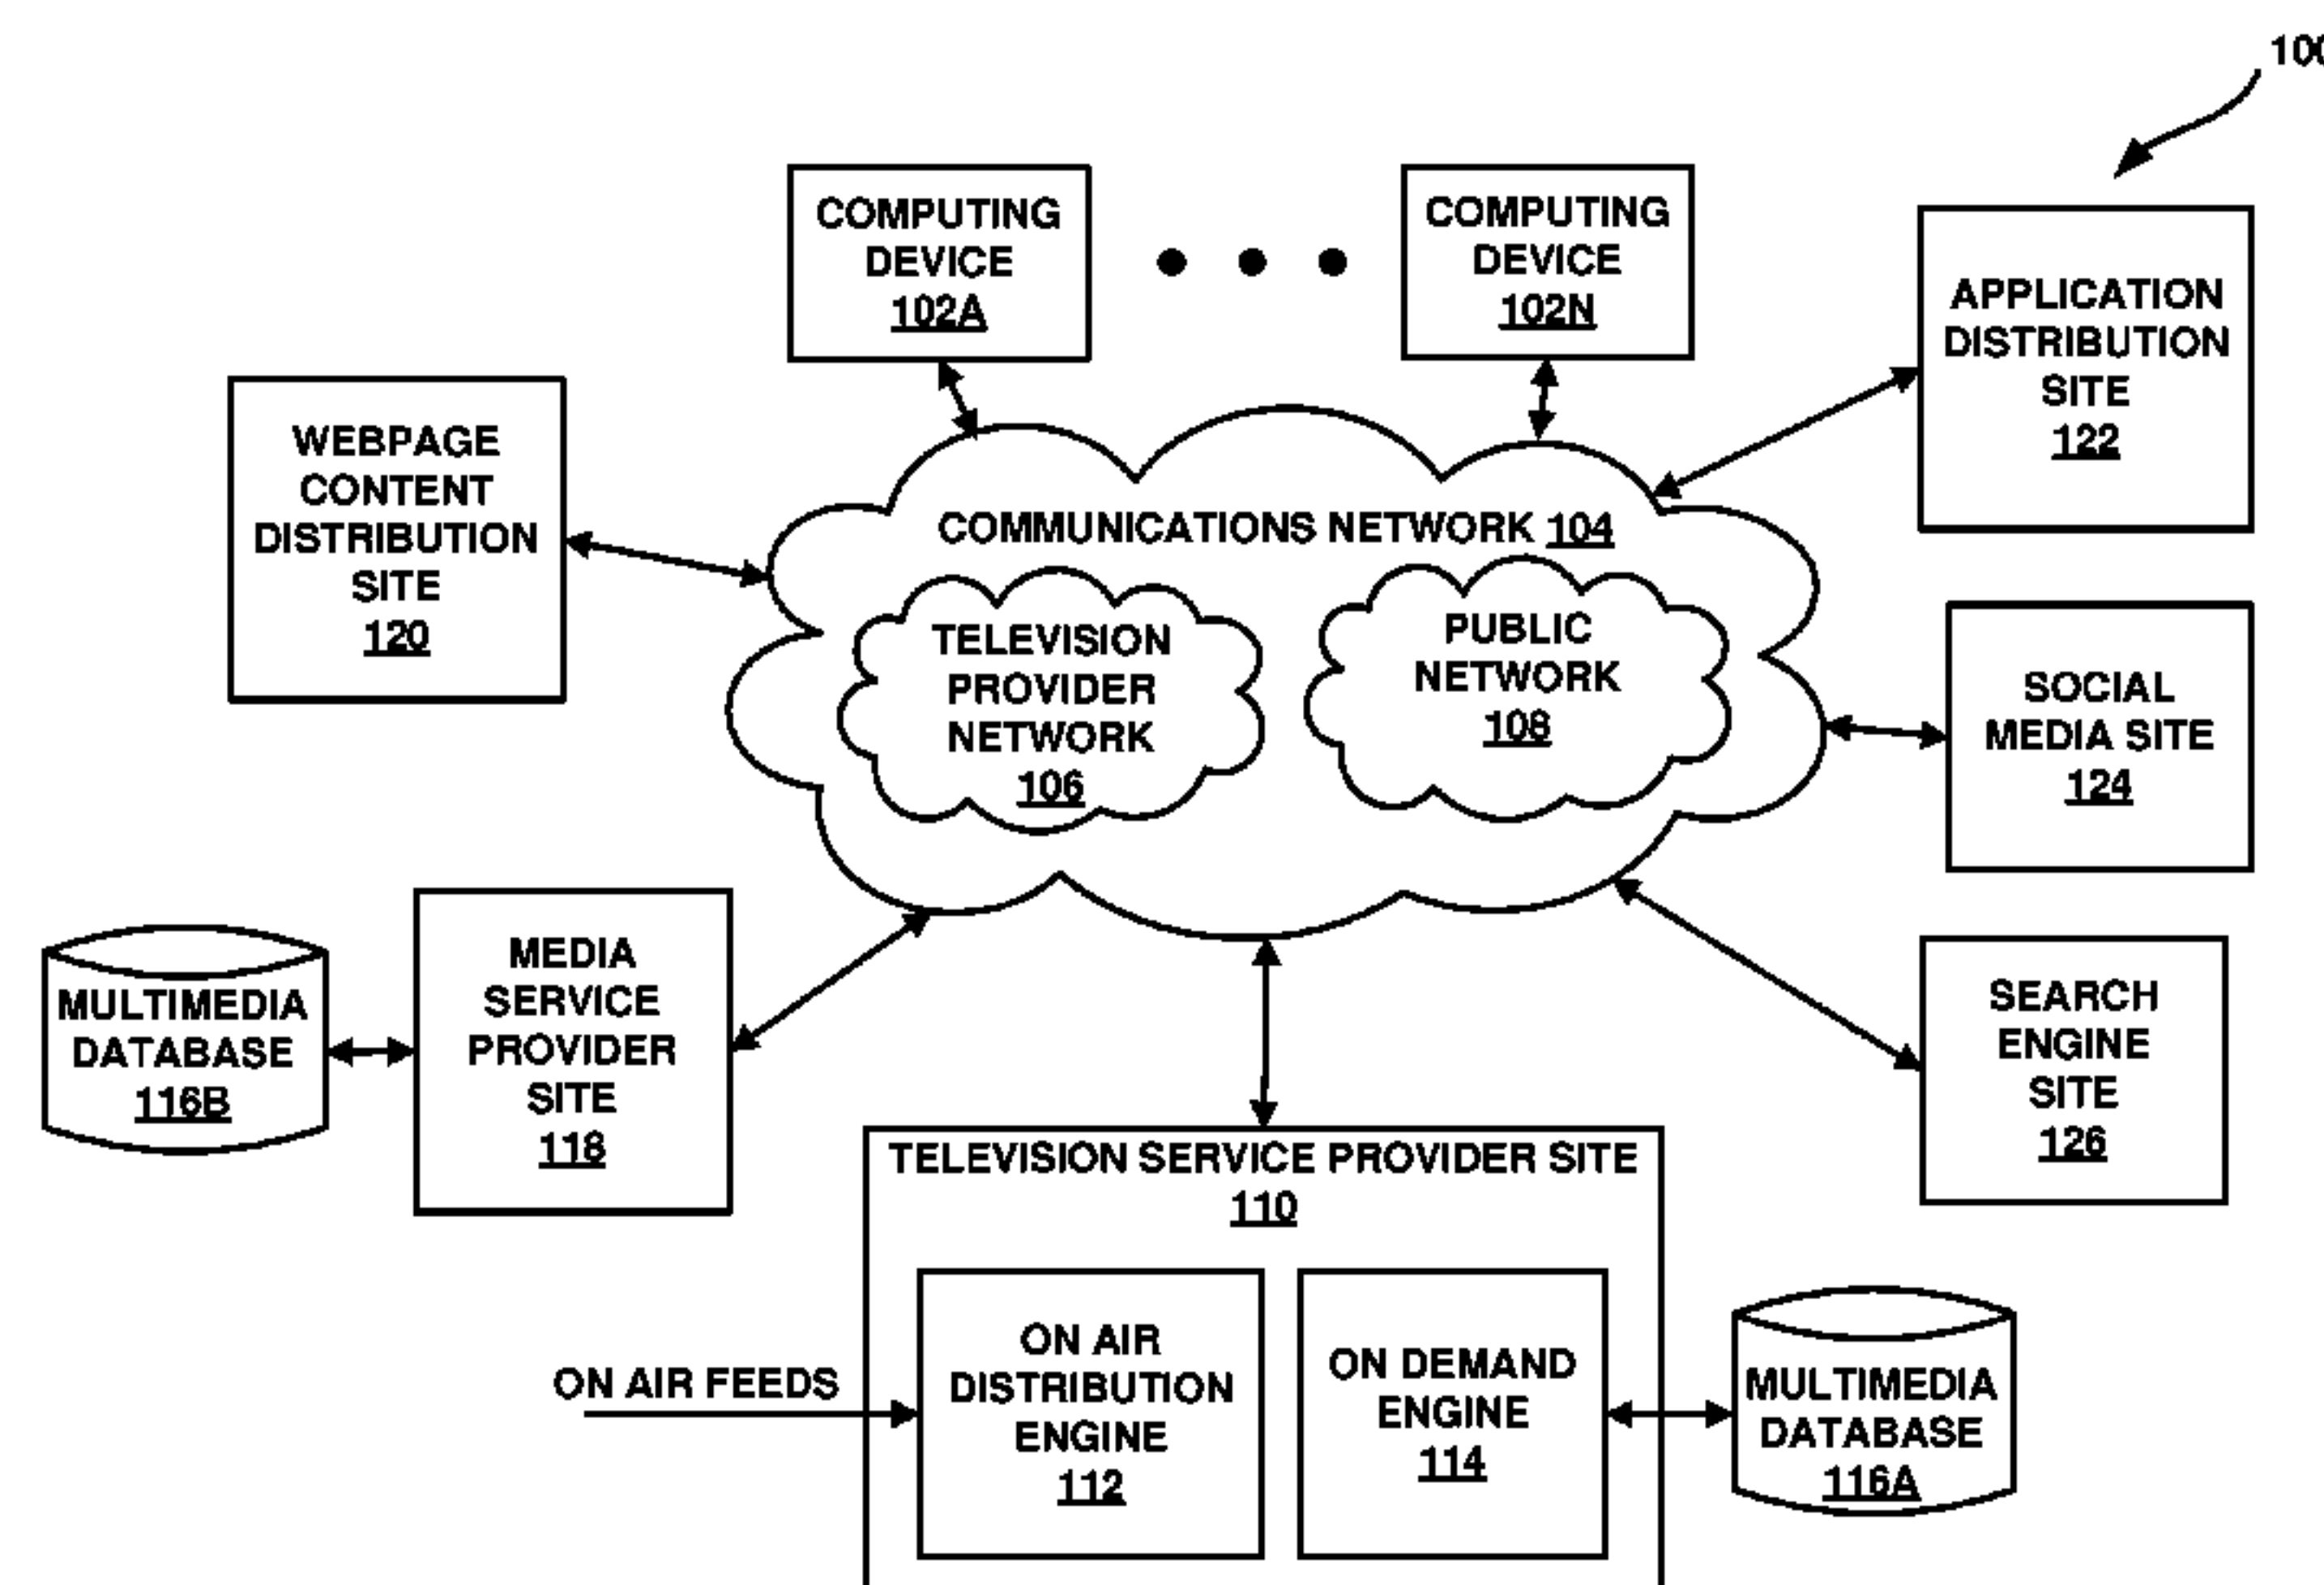 100
COMPUTING
DEVICE
102A
COMPUTING
DEVICE
102N
APPLICATION
DISTRIBUTION
SITE
122
WEBPAGE
CONTENT
DISTRIBUTION
SITE
120
COMMUNICATIONS NETWORK 104
TELEVISION
PROVIDER
NETWORK
106
PUBLIC
NETWORK
108
SOCIAL
MEDIA SITE
124
MULTIMEDIA
DATABASE
116B
MEDIA
SERVICE
PROVIDER
SITE
118
SEARCH
ENGINE
SITE
126
TELEVISION SERVICE PROVIDER SITE
110
ON AIR FEEDS
ON AIR
DISTRIBUTION
ENGINE
112
ON DEMAND
ENGINE
114
MULTIMEDIA
DATABASE
116A